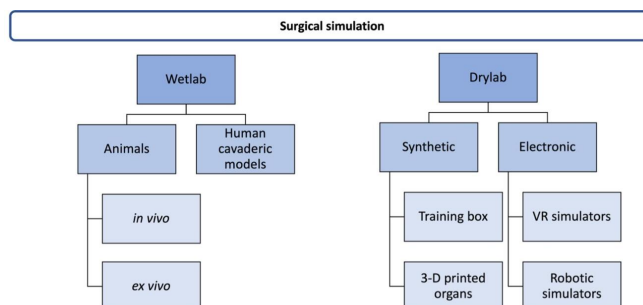 Surgical simulation
Wetlab
Drylab
Animals
Human
cavaderic
models
Synthetic
Electronic
in vivo
Training box
VR simulators
ex vivo
3-D printed
organs
Robotic
simulators